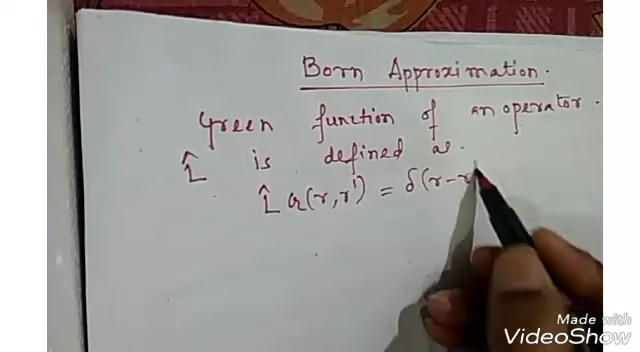 Born Approximation.
Green function of an operator.
L̂ is defined as.
L̂ G(r, r') = δ(r-r
Made with
VideoShow